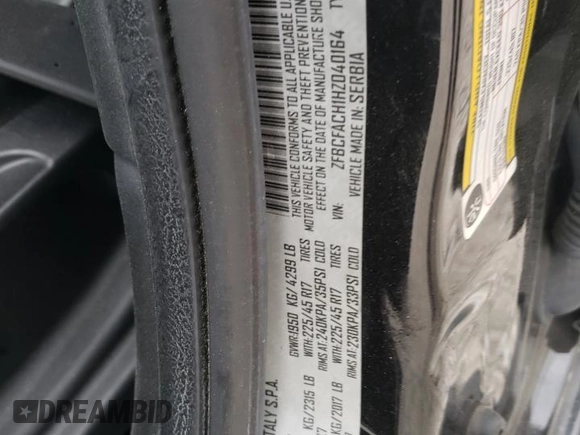 ITALY S.P.A.
GVWR:1950 KG/4299 LB
KG/2315 LB WITH:225/45 R17 TIRES
RIMS AT:240KPA/35PSI COLD
KG/2017 LB WITH:225/45 R17 TIRES
RIMS AT:230KPA/33PSI COLD
THIS VEHICLE CONFORMS TO ALL APPLICABLE U.S.
MOTOR VEHICLE SAFETY AND THEFT PREVENTION
EFFECT ON THE DATE OF MANUFACTURE SHOWN
VIN: ZFBCFACH1HZ040164
VEHICLE MADE IN SERBIA
DREAMBID